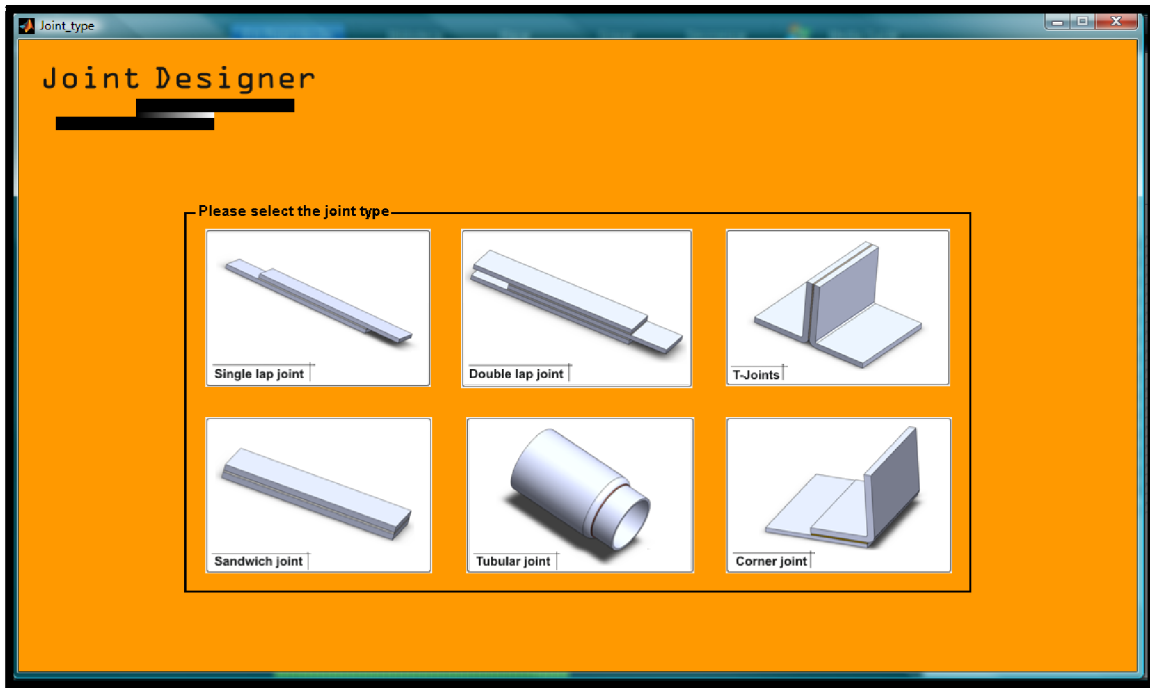 Joint_type
Joint Designer
Please select the joint type
Single lap joint
Double lap joint
T-Joints
Sandwich joint
Tubular joint
Corner joint